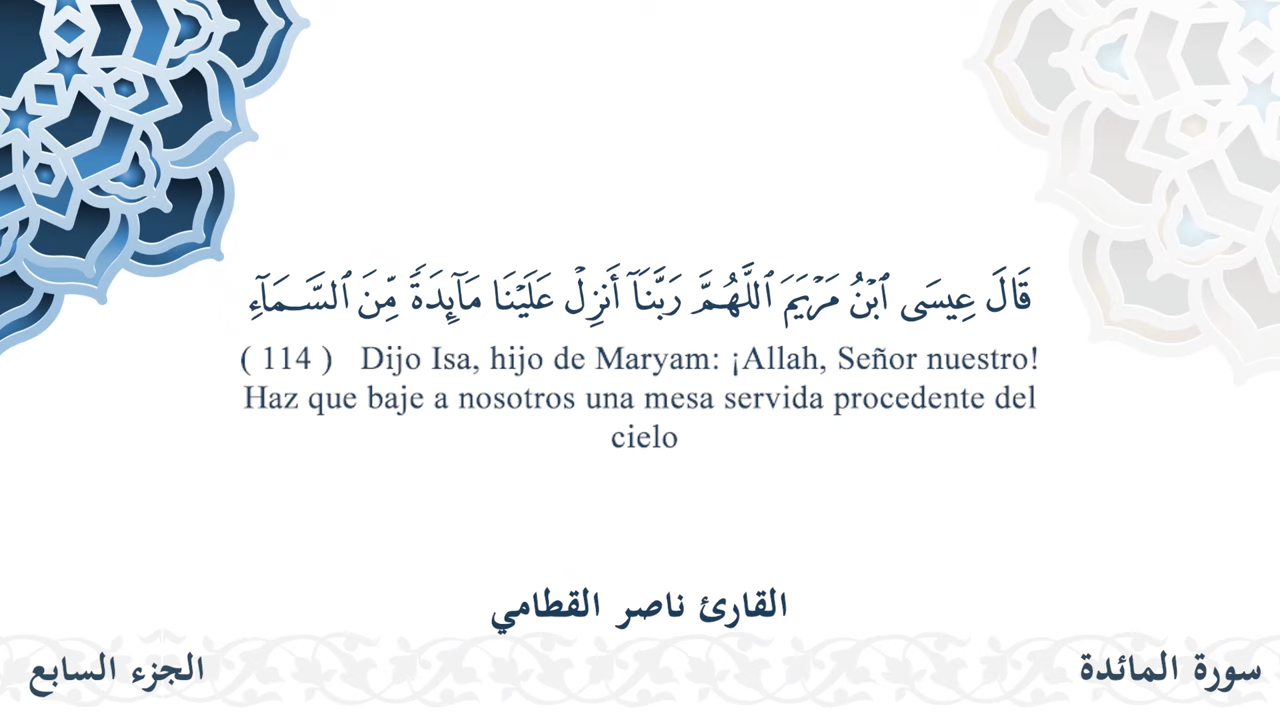 قَالَ عِيسَى ٱبْنُ مَرْيَمَ ٱللَّهُمَّ رَبَّنَآ أَنزِلْ عَلَيْنَا مَآئِدَةً مِّنَ ٱلسَّمَآءِ
( 114 ) Dijo Isa, hijo de Maryam: ¡Allah, Señor nuestro!
Haz que baje a nosotros una mesa servida procedente del
cielo
القارئ ناصر القطامي
سورة المائدة
الجزء السابع